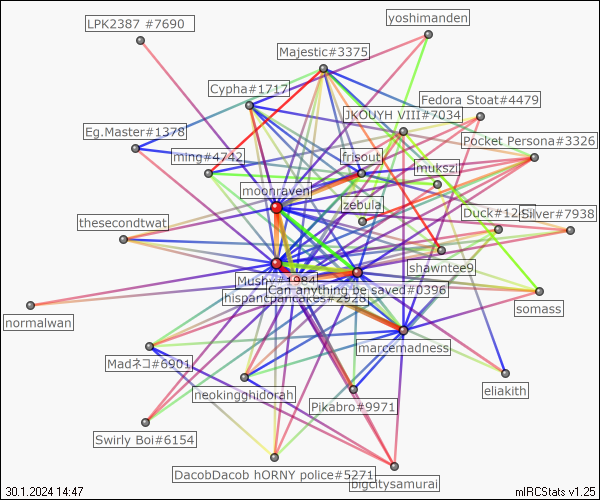 LPK2387 #7690
yoshimanden
Majestic#3375
Cypha#1717
Fedora Stoat#4479
JKOUYH VIII#7034
Eg.Master#1378
Pocket Persona#3326
ming#4742
frisout
mukszi
moonraven
zebula
thesecondtwat
Duck#12
Silver#7938
shawntee9
Mushy#1984
Can anything be saved#0396
hispancpancakes#2928
somass
normalwan
marcemadness
Madネコ#6901
neokingghidorah
eliakith
Pikabro#9971
Swirly Boi#6154
DacobDacob hORNY police#5271
bigcitysamurai
30.1.2024 14:47
mIRCStats v1.25